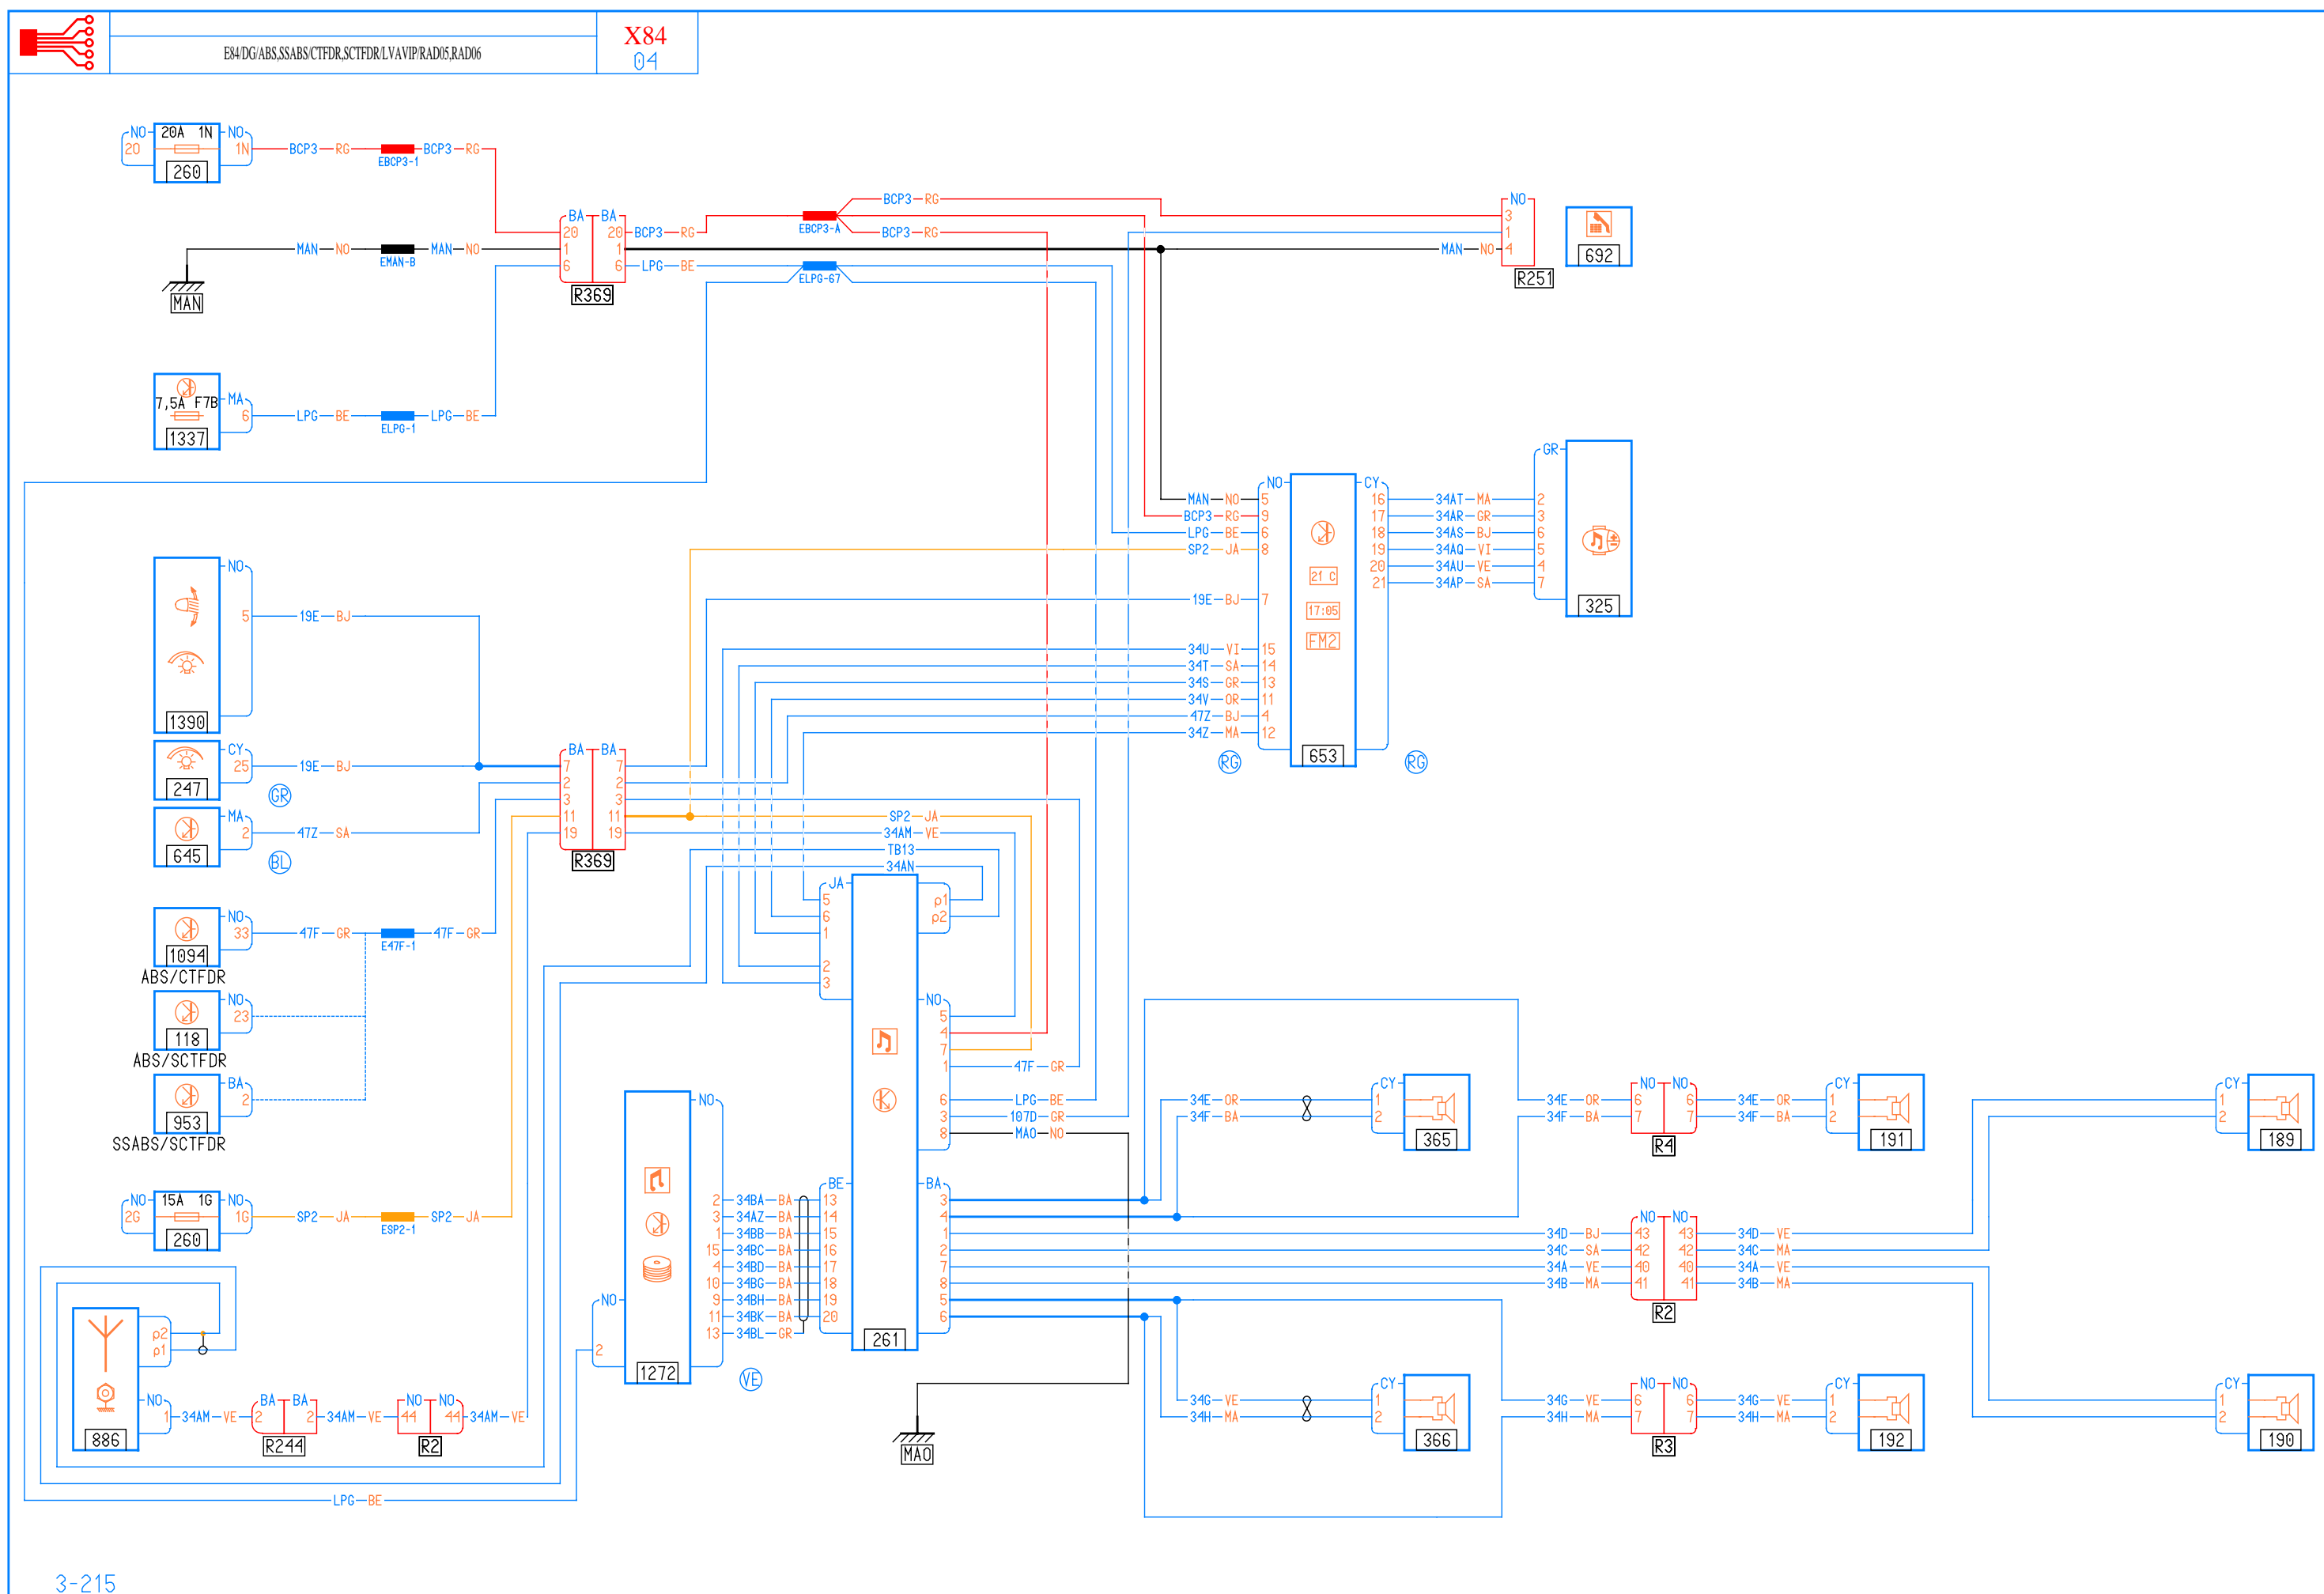 E84/DG/ABS,SSABS/CTFDR,SCTFDR/LVAVIP/RAD05,RAD06
X84
04
NO 20A 1N NO
20 1N BCP3 RG BCP3 RG
EBCP3-1
260
BCP3 RG
NO
BA BA
20 20 BCP3 RG
EBCP3-A
BCP3 RG
3
1
MAN NO MAN NO 1 1 MAN NO 4
EMAN-B
6 6 LPG BE
ELPG-67
692
MAN
R369
R251
7,5A F7B MA
6 LPG BE LPG BE
ELPG-1
1337
GR
NO CY
MAN NO 5 16 34AT MA 2
BCP3 RG 9 17 34AR GR 3
LPG BE 6 18 34AS BJ 6
SP2 JA 8 19 34AQ VI 5
20 34AU VE 4
21 34AP SA 7
21 C
19E BJ 7
17:05
325
FM2
NO
5 19E BJ
34U VI 15
34T SA 14
34S GR 13
34V OR 11
47Z BJ 4
34Z MA 12
1390
653
RG RG
CY
25 19E BJ
247
GR
BA BA
7 7
2 2
3 3
11 11 SP2 JA
19 19 34AM VE
R369
MA
2 47Z SA
645
BL
TB13
34AN
JA
5 p1
6 p2
1
2
3
NO
33 47F GR 47F GR
E47F-1
1094
ABS/CTFDR
NO
23
118
ABS/SCTFDR
BA
2
953
SSABS/SCTFDR
NO
5
4
7
1 47F GR
6 LPG BE
3 107D GR
8 MAO NO
34E OR CY 1
34F BA 2
365
34E OR NO NO 6 6 34E OR CY 1
34F BA 7 7 34F BA 2
R4
191
CY
1
2
189
NO 15A 1G NO
2G 1G SP2 JA SP2 JA
ESP2-1
260
NO
2 34BA BA 13
3 34AZ BA 14
1 34BB BA 15
15 34BC BA 16
4 34BD BA 17
10 34BG BA 18
9 34BH BA 19
11 34BK BA 20
13 34BL GR
NO
2
1272
VE
BE BA
3
4
1 34D BJ
2 34C SA
7 34A VE
8 34B MA
5
6
261
NO NO
43 43 34D VE
42 42 34C MA
40 40 34A VE
41 41 34B MA
R2
p2
p1
NO
1 34AM VE
BA BA
2 2 34AM VE
NO NO
44 44 34AM VE
886
R244
R2
MAO
34G VE CY 1
34H MA 2
366
34G VE NO NO 6 6 34G VE CY 1
34H MA 7 7 34H MA 2
R3
192
CY
1
2
190
LPG BE
3-215